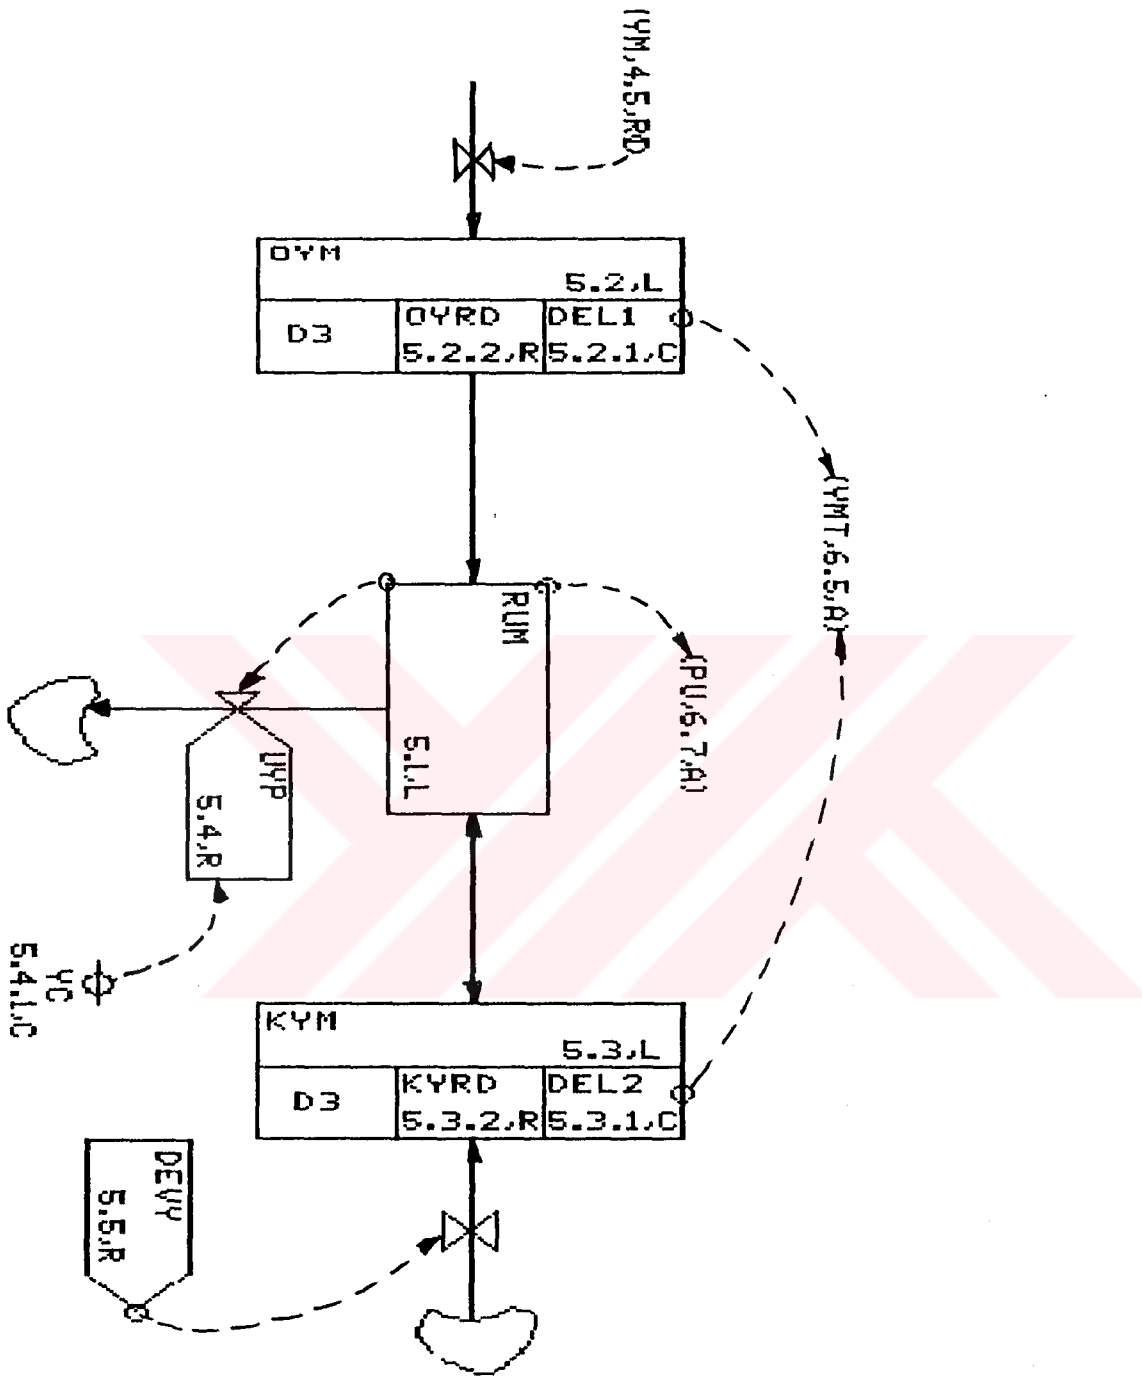 (YM,4.5,RD
OYM
5.2,L
D3
OYRD
5.2.2,R
DEL1
5.2.1,C
(YMT,6.5,A)
RUM
5.1,L
(PU,6.7,A)
UYP
5.4,R
YC
5.4.1,C
KYM
5.3,L
D3
KYRD
5.3.2,R
DEL2
5.3.1,C
DEVY
5.5,R